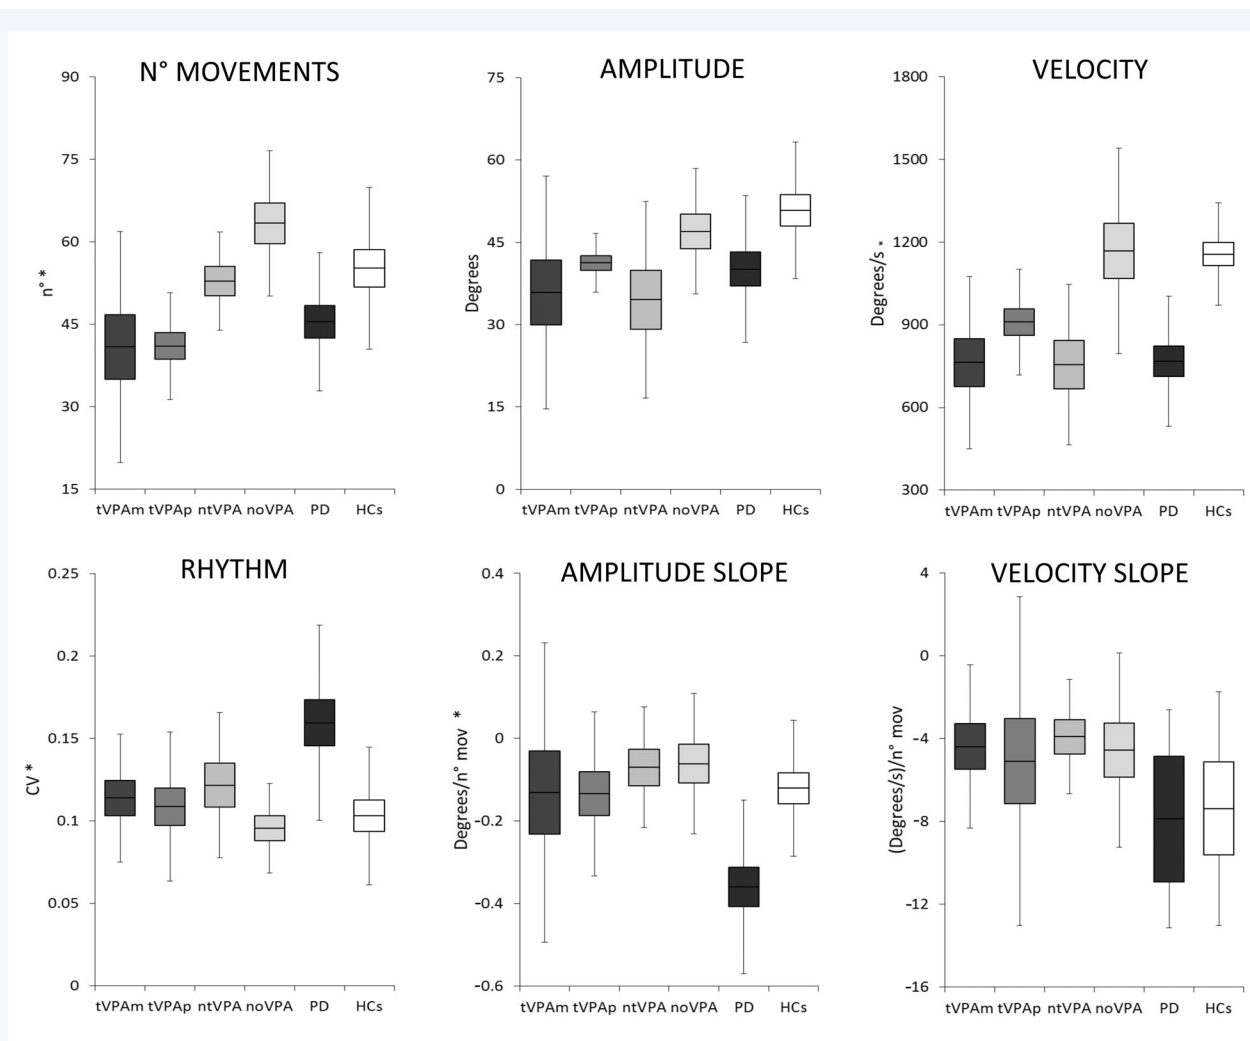 N° MOVEMENTS
90
75
60
45
30
15
n° *
tVPAm tVPAp ntVPA noVPA PD HCs
AMPLITUDE
75
60
45
30
15
0
Degrees
tVPAm tVPAp ntVPA noVPA PD HCs
VELOCITY
1800
1500
1200
900
600
300
Degrees/s *
tVPAm tVPAp ntVPA noVPA PD HCs
RHYTHM
0.25
0.2
0.15
0.1
0.05
0
CV *
tVPAm tVPAp ntVPA noVPA PD HCs
AMPLITUDE SLOPE
0.4
0.2
0
-0.2
-0.4
-0.6
Degrees/n° mov *
tVPAm tVPAp ntVPA noVPA PD HCs
VELOCITY SLOPE
4
0
-4
-8
-12
-16
(Degrees/s)/n° mov
tVPAm tVPAp ntVPA noVPA PD HCs